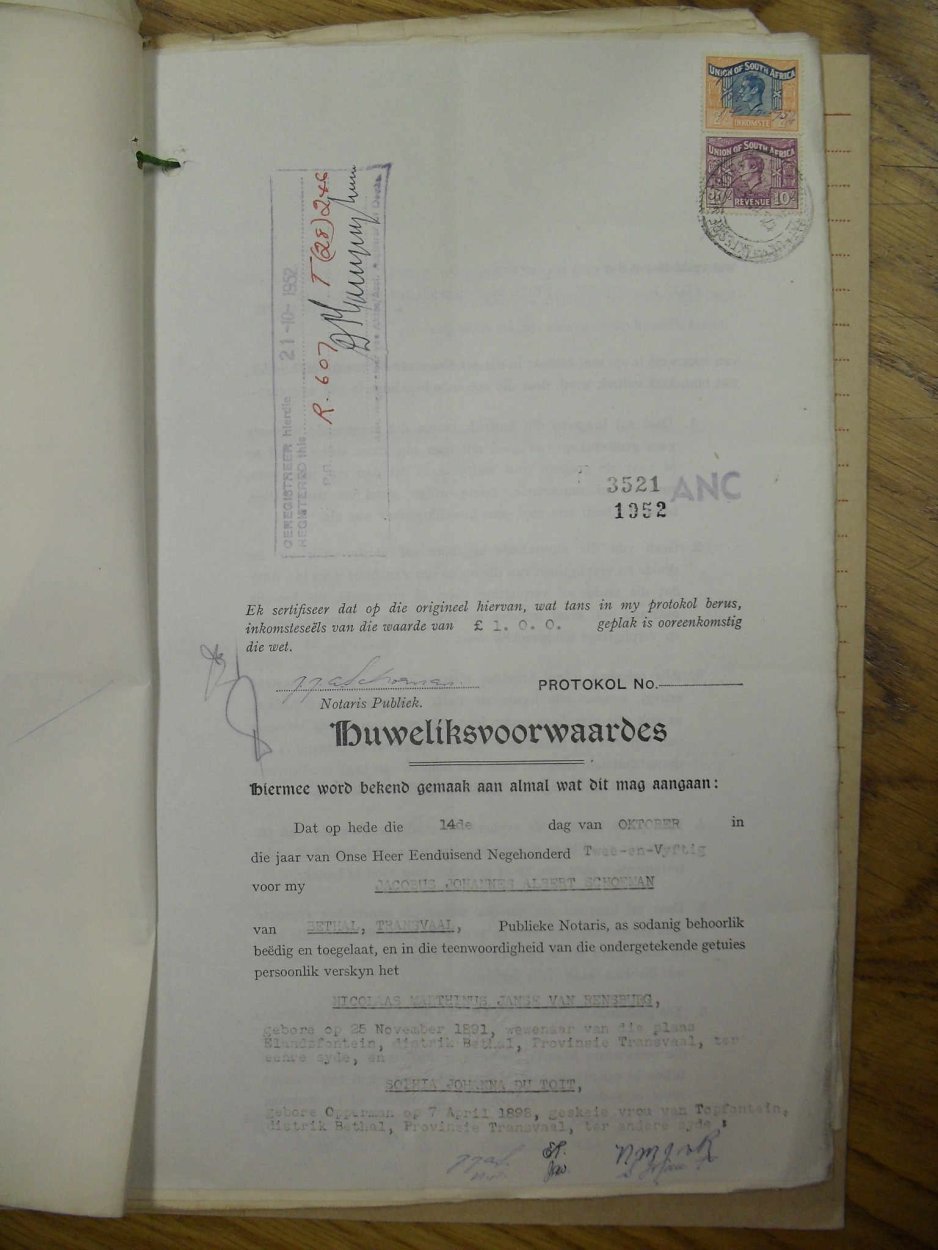 UNION OF SOUTH AFRICA
INKOMSTE
UNION OF SOUTH AFRICA
REVENUE 10/-
GEREGISTREER hierdie
REGISTERED this
21-10-1952
R. 607 T(28)246
3521 ANC
1952
Ek sertifiseer dat op die origineel hiervan, wat tans in my protokol berus,
inkomsteseëls van die waarde van £ 1. 0. 0. geplak is ooreenkomstig
die wet.
JJA Schoeman
PROTOKOL No.
Notaris Publiek.
Huweliksvoorwaardes
Hiermee word bekend gemaak aan almal wat dit mag aangaan:
Dat op hede die 14de dag van OKTOBER in
die jaar van Onse Heer Eenduisend Negehonderd Twee-en-Vyftig
voor my JACOBUS JOHANNES ALBERT SCHOEMAN
van BETHAL, TRANSVAAL, Publieke Notaris, as sodanig behoorlik
beëdig en toegelaat, en in die teenwoordigheid van die ondergetekende getuies
persoonlik verskyn het
NICOLAAS MARTHINUS JANSE VAN RENSBURG,
gebore op 25 November 1891, wewenaar van die plaas
Elandsfontein, distrik Bethal, Provinsie Transvaal, ter
eenre syde, en
SOPHIA JOHANNA DU TOIT,
gebore Opperman op 7 April 1898, geskeie vrou van Topfontein,
distrik Bethal, Provinsie Transvaal, ter andere syde,